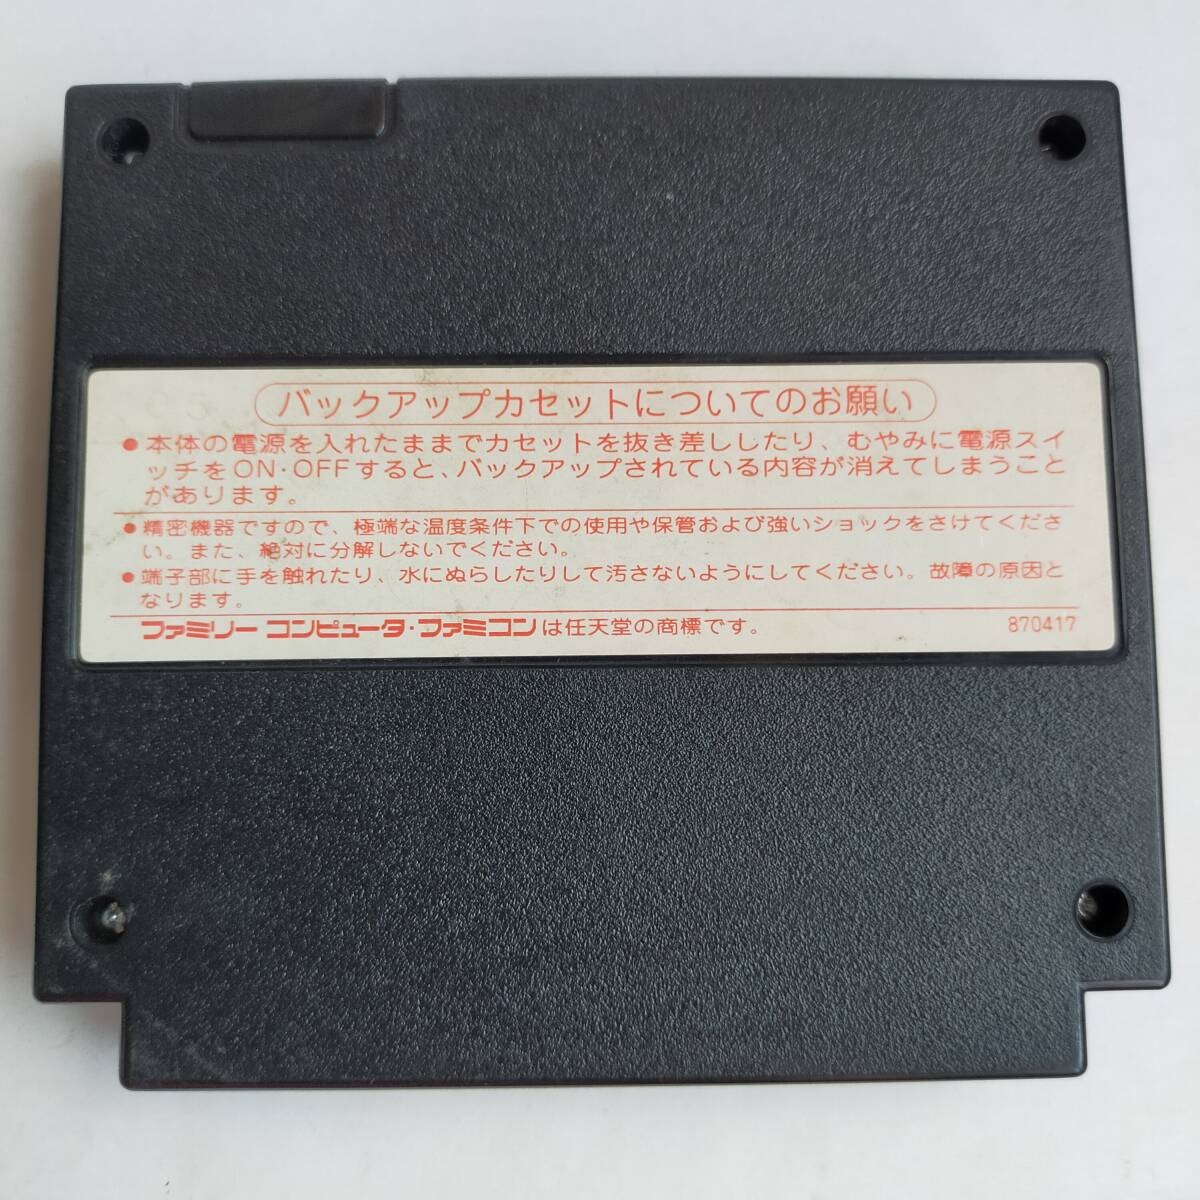 バックアップカセットについてのお願い
●本体の電源を入れたままでカセットを抜き差ししたり、むやみに電源スイ
ッチをON・OFFすると、バックアップされている内容が消えてしまうこと
があります。
●精密機器ですので、極端な温度条件下での使用や保管および強いショックをさけてくださ
い。また、絶対に分解しないでください。
●端子部に手を触れたり、水にぬらしたりして汚さないようにしてください。故障の原因と
なります。
ファミリーコンピュータ・ファミコンは任天堂の商標です。 870417